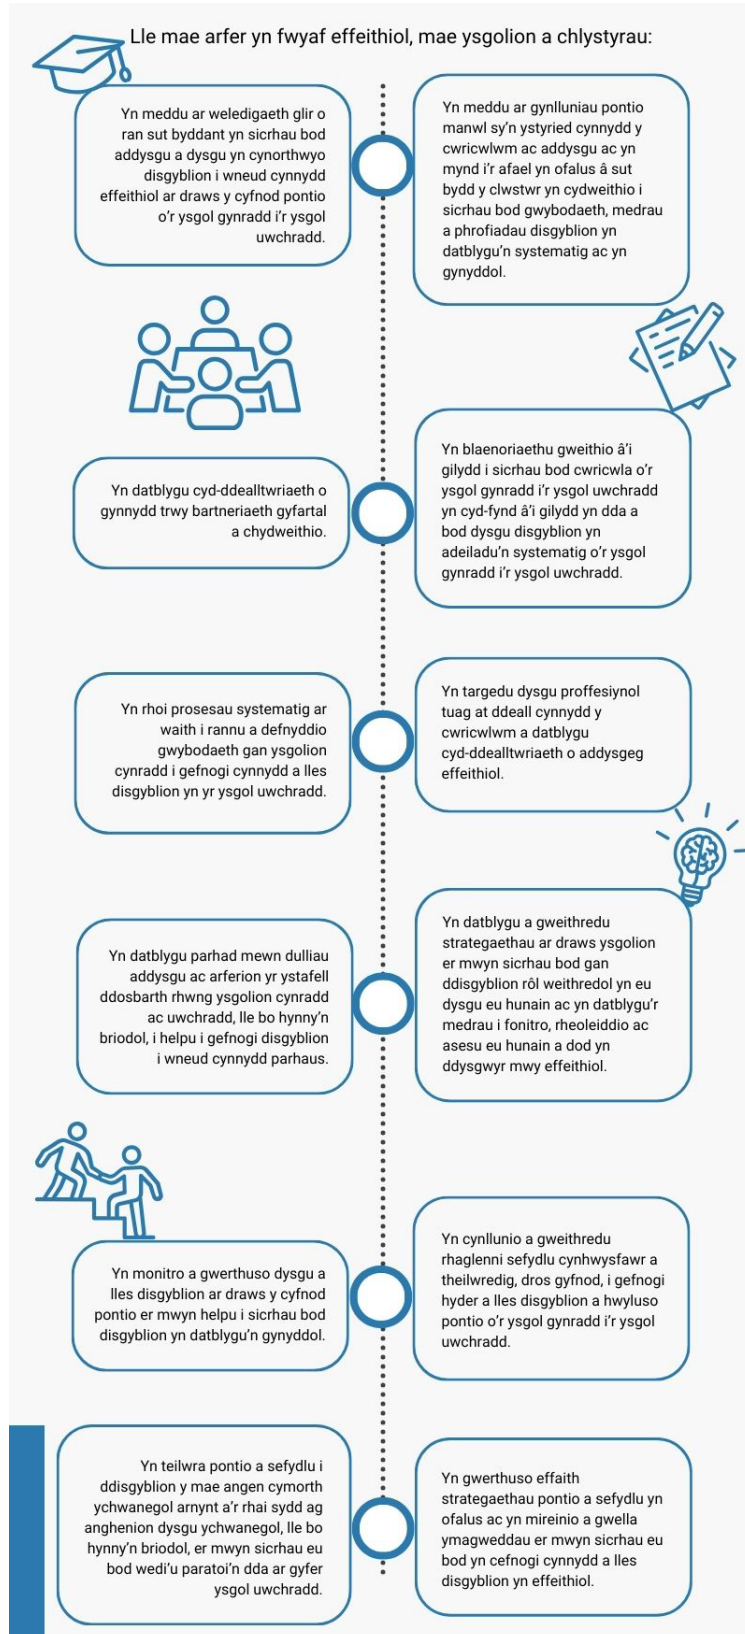 Lle mae arfer yn fwyaf effeithiol, mae ysgolion a chlystyrau:
Yn meddu ar weledigaeth glir o
ran sut byddant yn sicrhau bod
addysgu a dysgu yn cynorthwyo
disgyblion i wneud cynnydd
effeithiol ar draws y cyfnod pontio
o'r ysgol gynradd i'r ysgol
uwchradd.
Yn meddu ar gynlluniau pontio
manwl sy'n ystyried cynnydd y
cwricwlwm ac addysgu ac yn
mynd i'r afael yn ofalus â sut
bydd y clwstwr yn cydweithio i
sicrhau bod gwybodaeth, medrau
a phrofiadau disgyblion yn
datblygu'n systematig ac yn
gynyddol.
Yn datblygu cyd-ddealltwriaeth o
gynnydd trwy bartneriaeth gyfartal
a chydweithio.
Yn blaenoriaethu gweithio â'i
gilydd i sicrhau bod cwricwla o'r
ysgol gynradd i'r ysgol uwchradd
yn cyd-fynd â'i gilydd yn dda a
bod dysgu disgyblion yn
adeiladu'n systematig o'r ysgol
gynradd i'r ysgol uwchradd.
Yn rhoi prosesau systematig ar
waith i rannu a defnyddio
gwybodaeth gan ysgolion
cynradd i gefnogi cynnydd a lles
disgyblion yn yr ysgol uwchradd.
Yn targedu dysgu proffesiynol
tuag at ddeall cynnydd y
cwricwlwm a datblygu
cyd-ddealltwriaeth o addysgeg
effeithiol.
Yn datblygu parhad mewn dulliau
addysgu ac arferion yr ystafell
ddosbarth rhwng ysgolion cynradd
ac uwchradd, lle bo hynny'n
briodol, i helpu i gefnogi disgyblion
i wneud cynnydd parhaus.
Yn datblygu a gweithredu
strategaethau ar draws ysgolion
er mwyn sicrhau bod gan
ddisgyblion rôl weithredol yn eu
dysgu eu hunain ac yn datblygu'r
medrau i fonitro, rheoleiddio ac
asesu eu hunain a dod yn
ddysgwyr mwy effeithiol.
Yn monitro a gwerthuso dysgu a
lles disgyblion ar draws y cyfnod
pontio er mwyn helpu i sicrhau bod
disgyblion yn datblygu'n gynyddol.
Yn cynllunio a gweithredu
rhaglenni sefydlu cynhwysfawr a
theilwredig, dros gyfnod, i gefnogi
hyder a lles disgyblion a hwyluso
pontio o'r ysgol gynradd i'r ysgol
uwchradd.
Yn teilwra pontio a sefydlu i
ddisgyblion y mae angen cymorth
ychwanegol arnynt a'r rhai sydd ag
anghenion dysgu ychwanegol, lle bo
hynny'n briodol, er mwyn sicrhau eu
bod wedi'u paratoi'n dda ar gyfer
ysgol uwchradd.
Yn gwerthuso effaith
strategaethau pontio a sefydlu yn
ofalus ac yn mireinio a gwella
ymagweddau er mwyn sicrhau eu
bod yn cefnogi cynnydd a lles
disgyblion yn effeithiol.